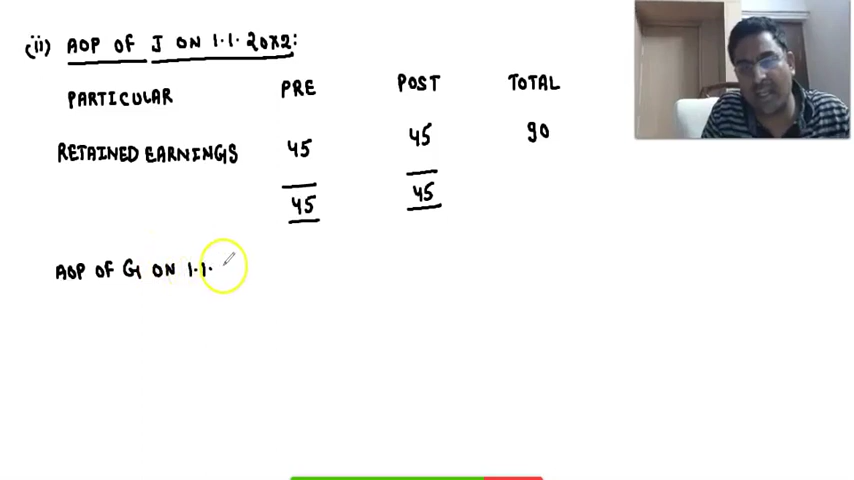 (ii) AOP OF J ON 1.1.20X2:
PARTICULAR PRE POST TOTAL
RETAINED EARNINGS 45 45 90
45 45
AOP OF G ON 1.1.